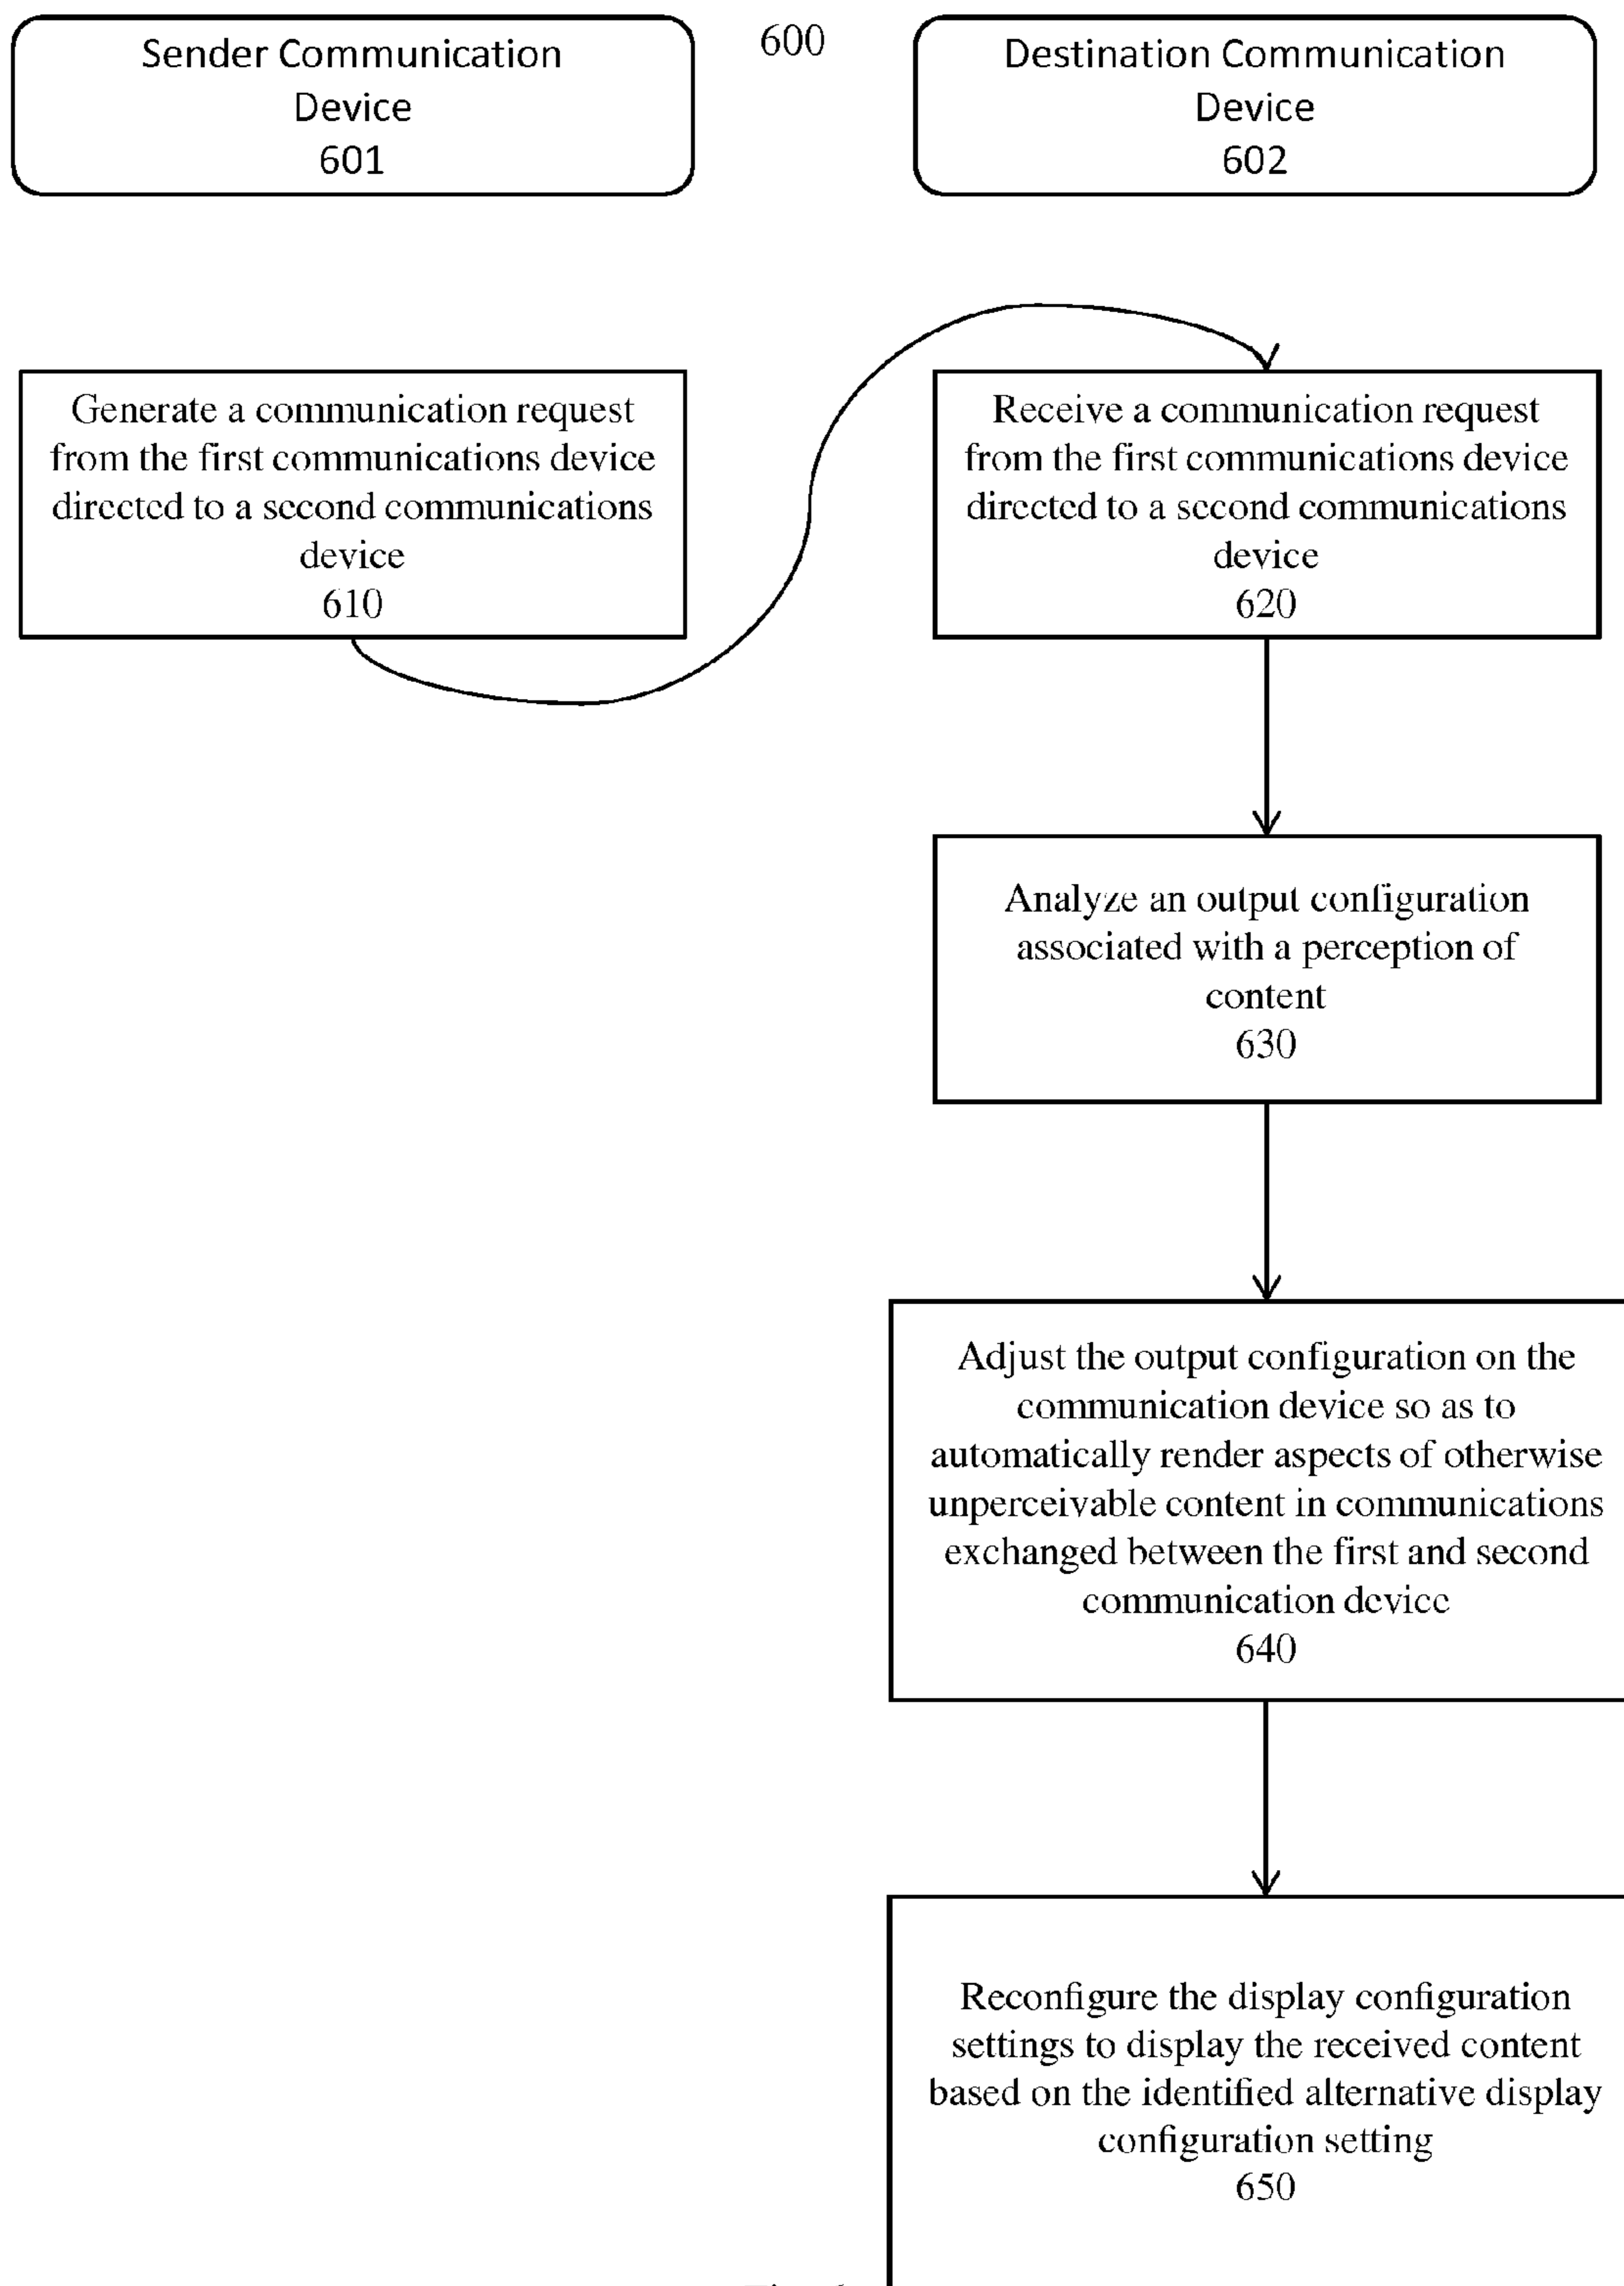 Sender Communication
Device
601
600
Destination Communication
Device
602
Generate a communication request
from the first communications device
directed to a second communications
device
610
Receive a communication request
from the first communications device
directed to a second communications
device
620
Analyze an output configuration
associated with a perception of
content
630
Adjust the output configuration on the
communication device so as to
automatically render aspects of otherwise
unperceivable content in communications
exchanged between the first and second
communication device
640
Reconfigure the display configuration
settings to display the received content
based on the identified alternative display
configuration setting
650